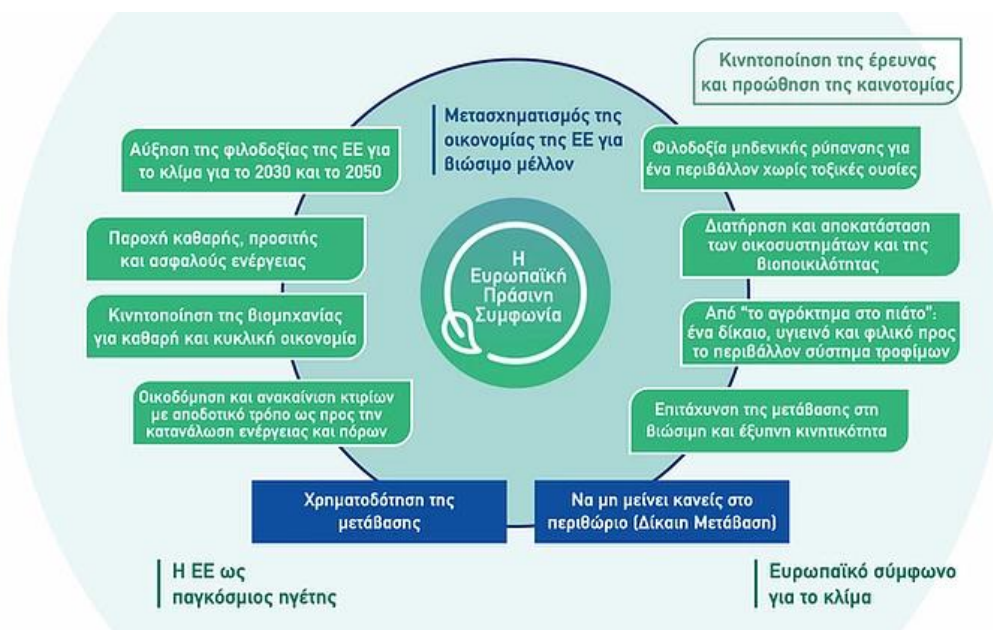 Κινητοποίηση της έρευνας
και προώθηση της καινοτομίας
Μετασχηματισμός της
οικονομίας της ΕΕ για
βιώσιμο μέλλον
Αύξηση της φιλοδοξίας της ΕΕ για
το κλίμα για το 2030 και το 2050
Φιλοδοξία μηδενικής ρύπανσης για
ένα περιβάλλον χωρίς τοξικές ουσίες
Παροχή καθαρής, προσιτής
και ασφαλούς ενέργειας
Διατήρηση και αποκατάσταση
των οικοσυστημάτων και της
βιοποικιλότητας
Η
Ευρωπαϊκή
Πράσινη
Συμφωνία
Κινητοποίηση της βιομηχανίας
για καθαρή και κυκλική οικονομία
Από "το αγρόκτημα στο πιάτο":
ένα δίκαιο, υγιεινό και φιλικό προς
το περιβάλλον σύστημα τροφίμων
Οικοδόμηση και ανακαίνιση κτιρίων
με αποδοτικό τρόπο ως προς την
κατανάλωση ενέργειας και πόρων
Επιτάχυνση της μετάβασης στη
βιώσιμη και έξυπνη κινητικότητα
Χρηματοδότηση της
μετάβασης
Να μη μείνει κανείς στο
περιθώριο (Δίκαιη Μετάβαση)
Η ΕΕ ως
παγκόσμιος ηγέτης
Ευρωπαϊκό σύμφωνο
για το κλίμα